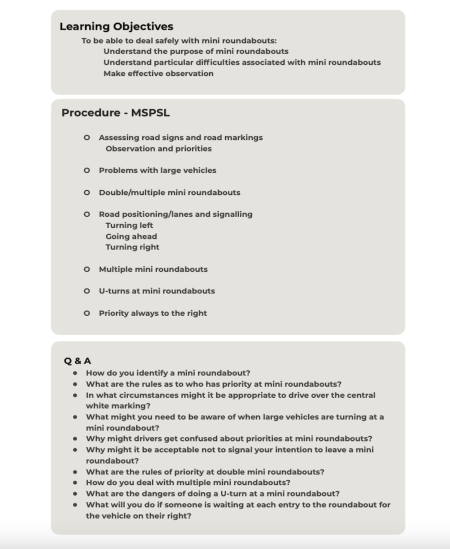 Learning Objectives
To be able to deal safely with mini roundabouts:
Understand the purpose of mini roundabouts
Understand particular difficulties associated with mini roundabouts
Make effective observation
Procedure - MSPSL
O Assessing road signs and road markings
Observation and priorities
O Problems with large vehicles
O Double/multiple mini roundabouts
O Road positioning/lanes and signalling
Turning left
Going ahead
Turning right
O Multiple mini roundabouts
O U-turns at mini roundabouts
O Priority always to the right
Q & A
• How do you identify a mini roundabout?
• What are the rules as to who has priority at mini roundabouts?
• In what circumstances might it be appropriate to drive over the central
white marking?
• What might you need to be aware of when large vehicles are turning at a
mini roundabout?
• Why might drivers get confused about priorities at mini roundabouts?
• Why might it be acceptable not to signal your intention to leave a mini
roundabout?
• What are the rules of priority at double mini roundabouts?
• How do you deal with multiple mini roundabouts?
• What are the dangers of doing a U-turn at a mini roundabout?
• What will you do if someone is waiting at each entry to the roundabout for
the vehicle on their right?